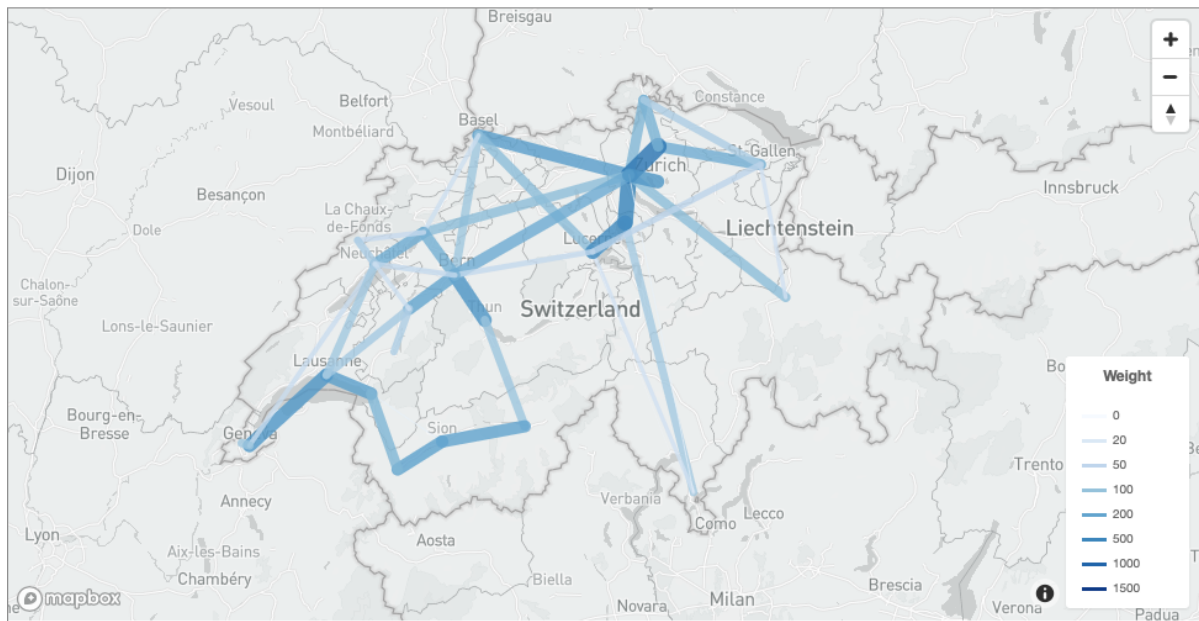 Breisgau
Vesoul
Belfort
Constance
Montbéliard
Basel
St-Gallen
Zürich
Dijon
Besançon
Innsbruck
La Chaux-
de-Fonds
Dole
Liechtenstein
Lucerne
Neuchâtel
Bern
Chalon-
sur-Saône
Thun
Switzerland
Lons-le-Saunier
Lausanne
Bo
Weight
0
20
50
100
200
500
1000
1500
Bourg-en-
Bresse
Geneva
Sion
Trento
Annecy
Verbania
Como
Lecco
Lyon
Aosta
Aix-les-Bains
Chambéry
Biella
Brescia
mapbox
Novara
Milan
Verona
Padua